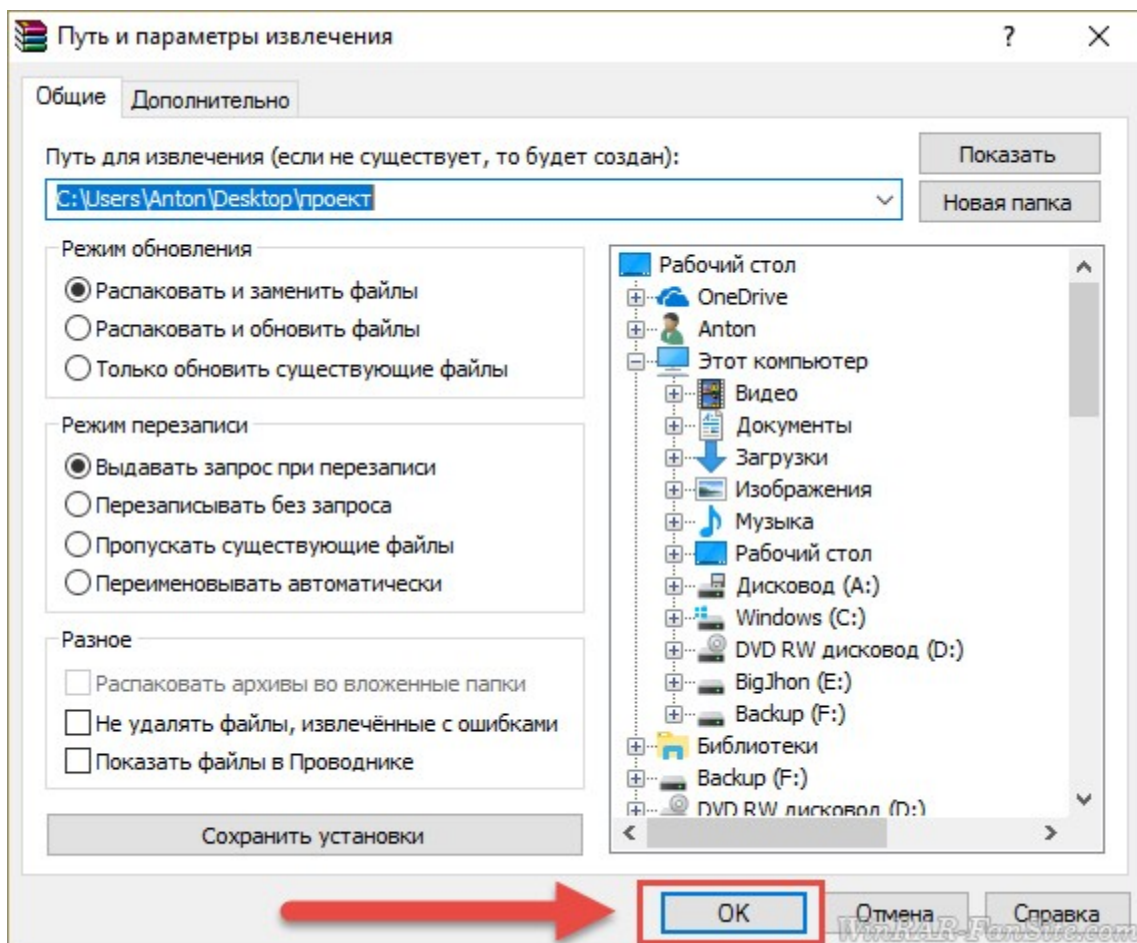 Путь и параметры извлечения
?
Общие
Дополнительно
Путь для извлечения (если не существует, то будет создан):
Показать
C:\Users\Anton\Desktop\проект
Новая папка
Режим обновления
Распаковать и заменить файлы
Распаковать и обновить файлы
Только обновить существующие файлы
Режим перезаписи
Выдавать запрос при перезаписи
Перезаписывать без запроса
Пропускать существующие файлы
Переименовывать автоматически
Разное
Распаковать архивы во вложенные папки
Не удалять файлы, извлечённые с ошибками
Показать файлы в Проводнике
Сохранить установки
Рабочий стол
OneDrive
Anton
Этот компьютер
Видео
Документы
Загрузки
Изображения
Музыка
Рабочий стол
Дисковод (A:)
Windows (C:)
DVD RW дисковод (D:)
BigJhon (E:)
Backup (F:)
Библиотеки
Backup (F:)
DVD RW дисковод (D:)
OK
Отмена
Справка
WinRAR-FanSite.com